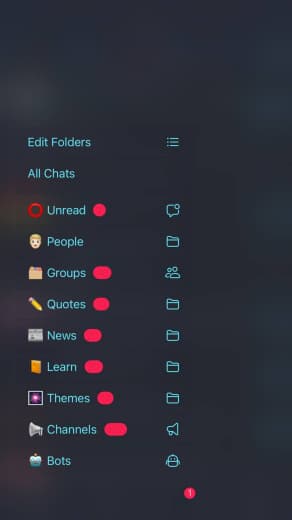 Edit Folders
All Chats
Unread
People
Groups
Quotes
News
Learn
Themes
Channels
Bots
1